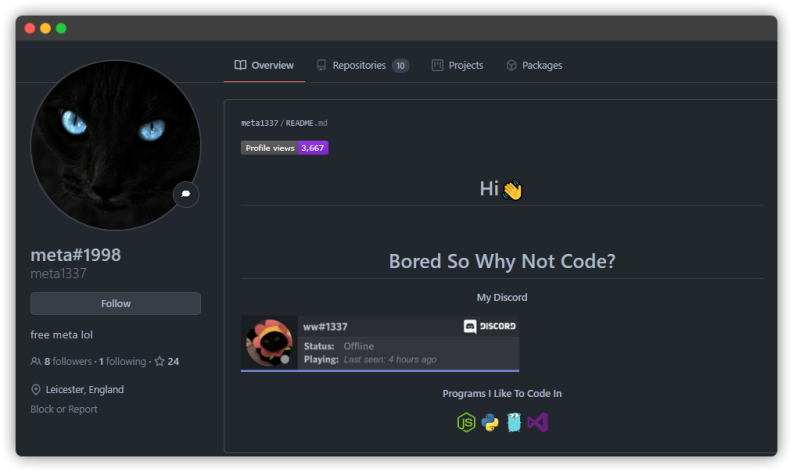 Overview Repositories 10 Projects Packages
meta1337/README.md
Profile views 3,667
Hi
meta#1998
meta1337
Follow
free meta lol
8 followers · 1 following · 24
Leicester, England
Block or Report
Bored So Why Not Code?
My Discord
ww#1337 DISCORD
Status: Offline
Playing: Last seen: 4 hours ago
Programs I Like To Code In
JS